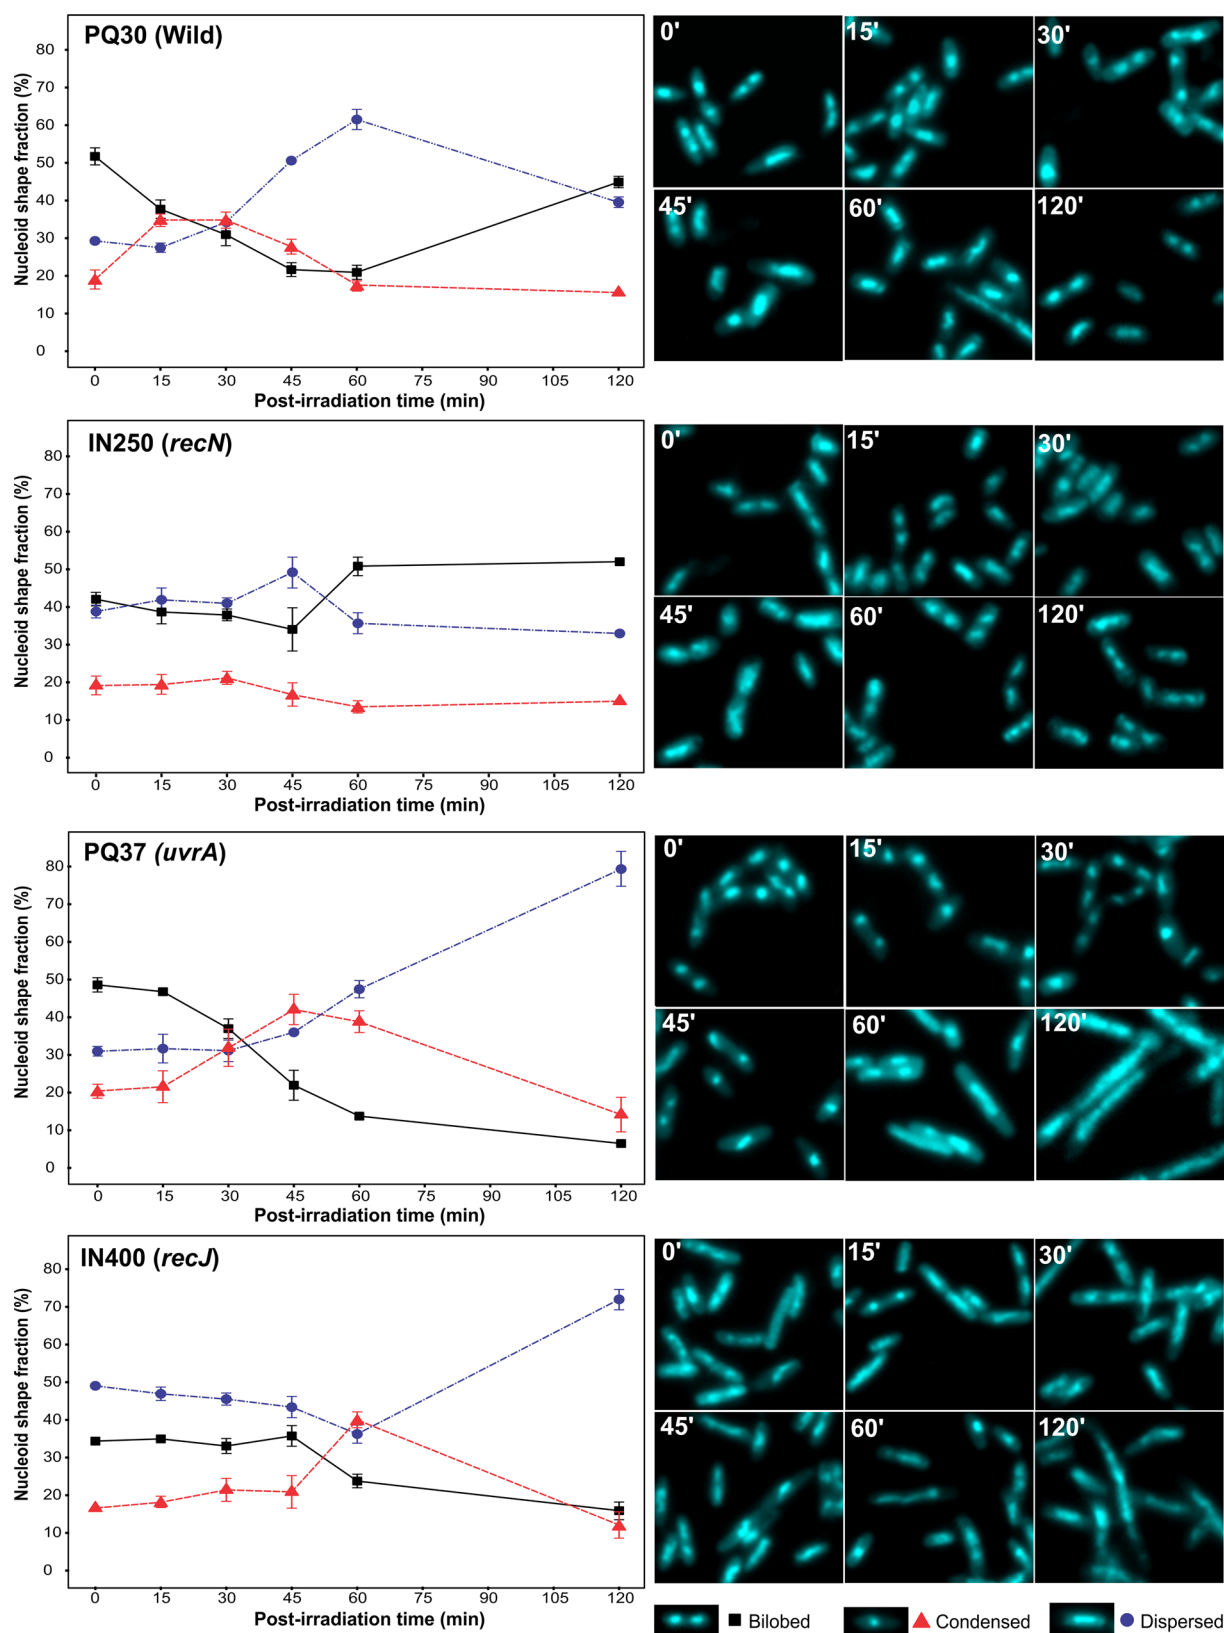 PQ30 (Wild)
Nucleoid shape fraction (%)
80
70
60
50
40
30
20
10
0
0 15 30 45 60 75 90 105 120
Post-irradiation time (min)
0' 15' 30'
45' 60' 120'
IN250 (recN)
Nucleoid shape fraction (%)
80
70
60
50
40
30
20
10
0
0 15 30 45 60 75 90 105 120
Post-irradiation time (min)
0' 15' 30'
45' 60' 120'
PQ37 (uvrA)
Nucleoid shape fraction (%)
80
70
60
50
40
30
20
10
0
0 15 30 45 60 75 90 105 120
Post-irradiation time (min)
0' 15' 30'
45' 60' 120'
IN400 (recJ)
Nucleoid shape fraction (%)
80
70
60
50
40
30
20
10
0
0 15 30 45 60 75 90 105 120
Post-irradiation time (min)
0' 15' 30'
45' 60' 120'
Bilobed Condensed Dispersed